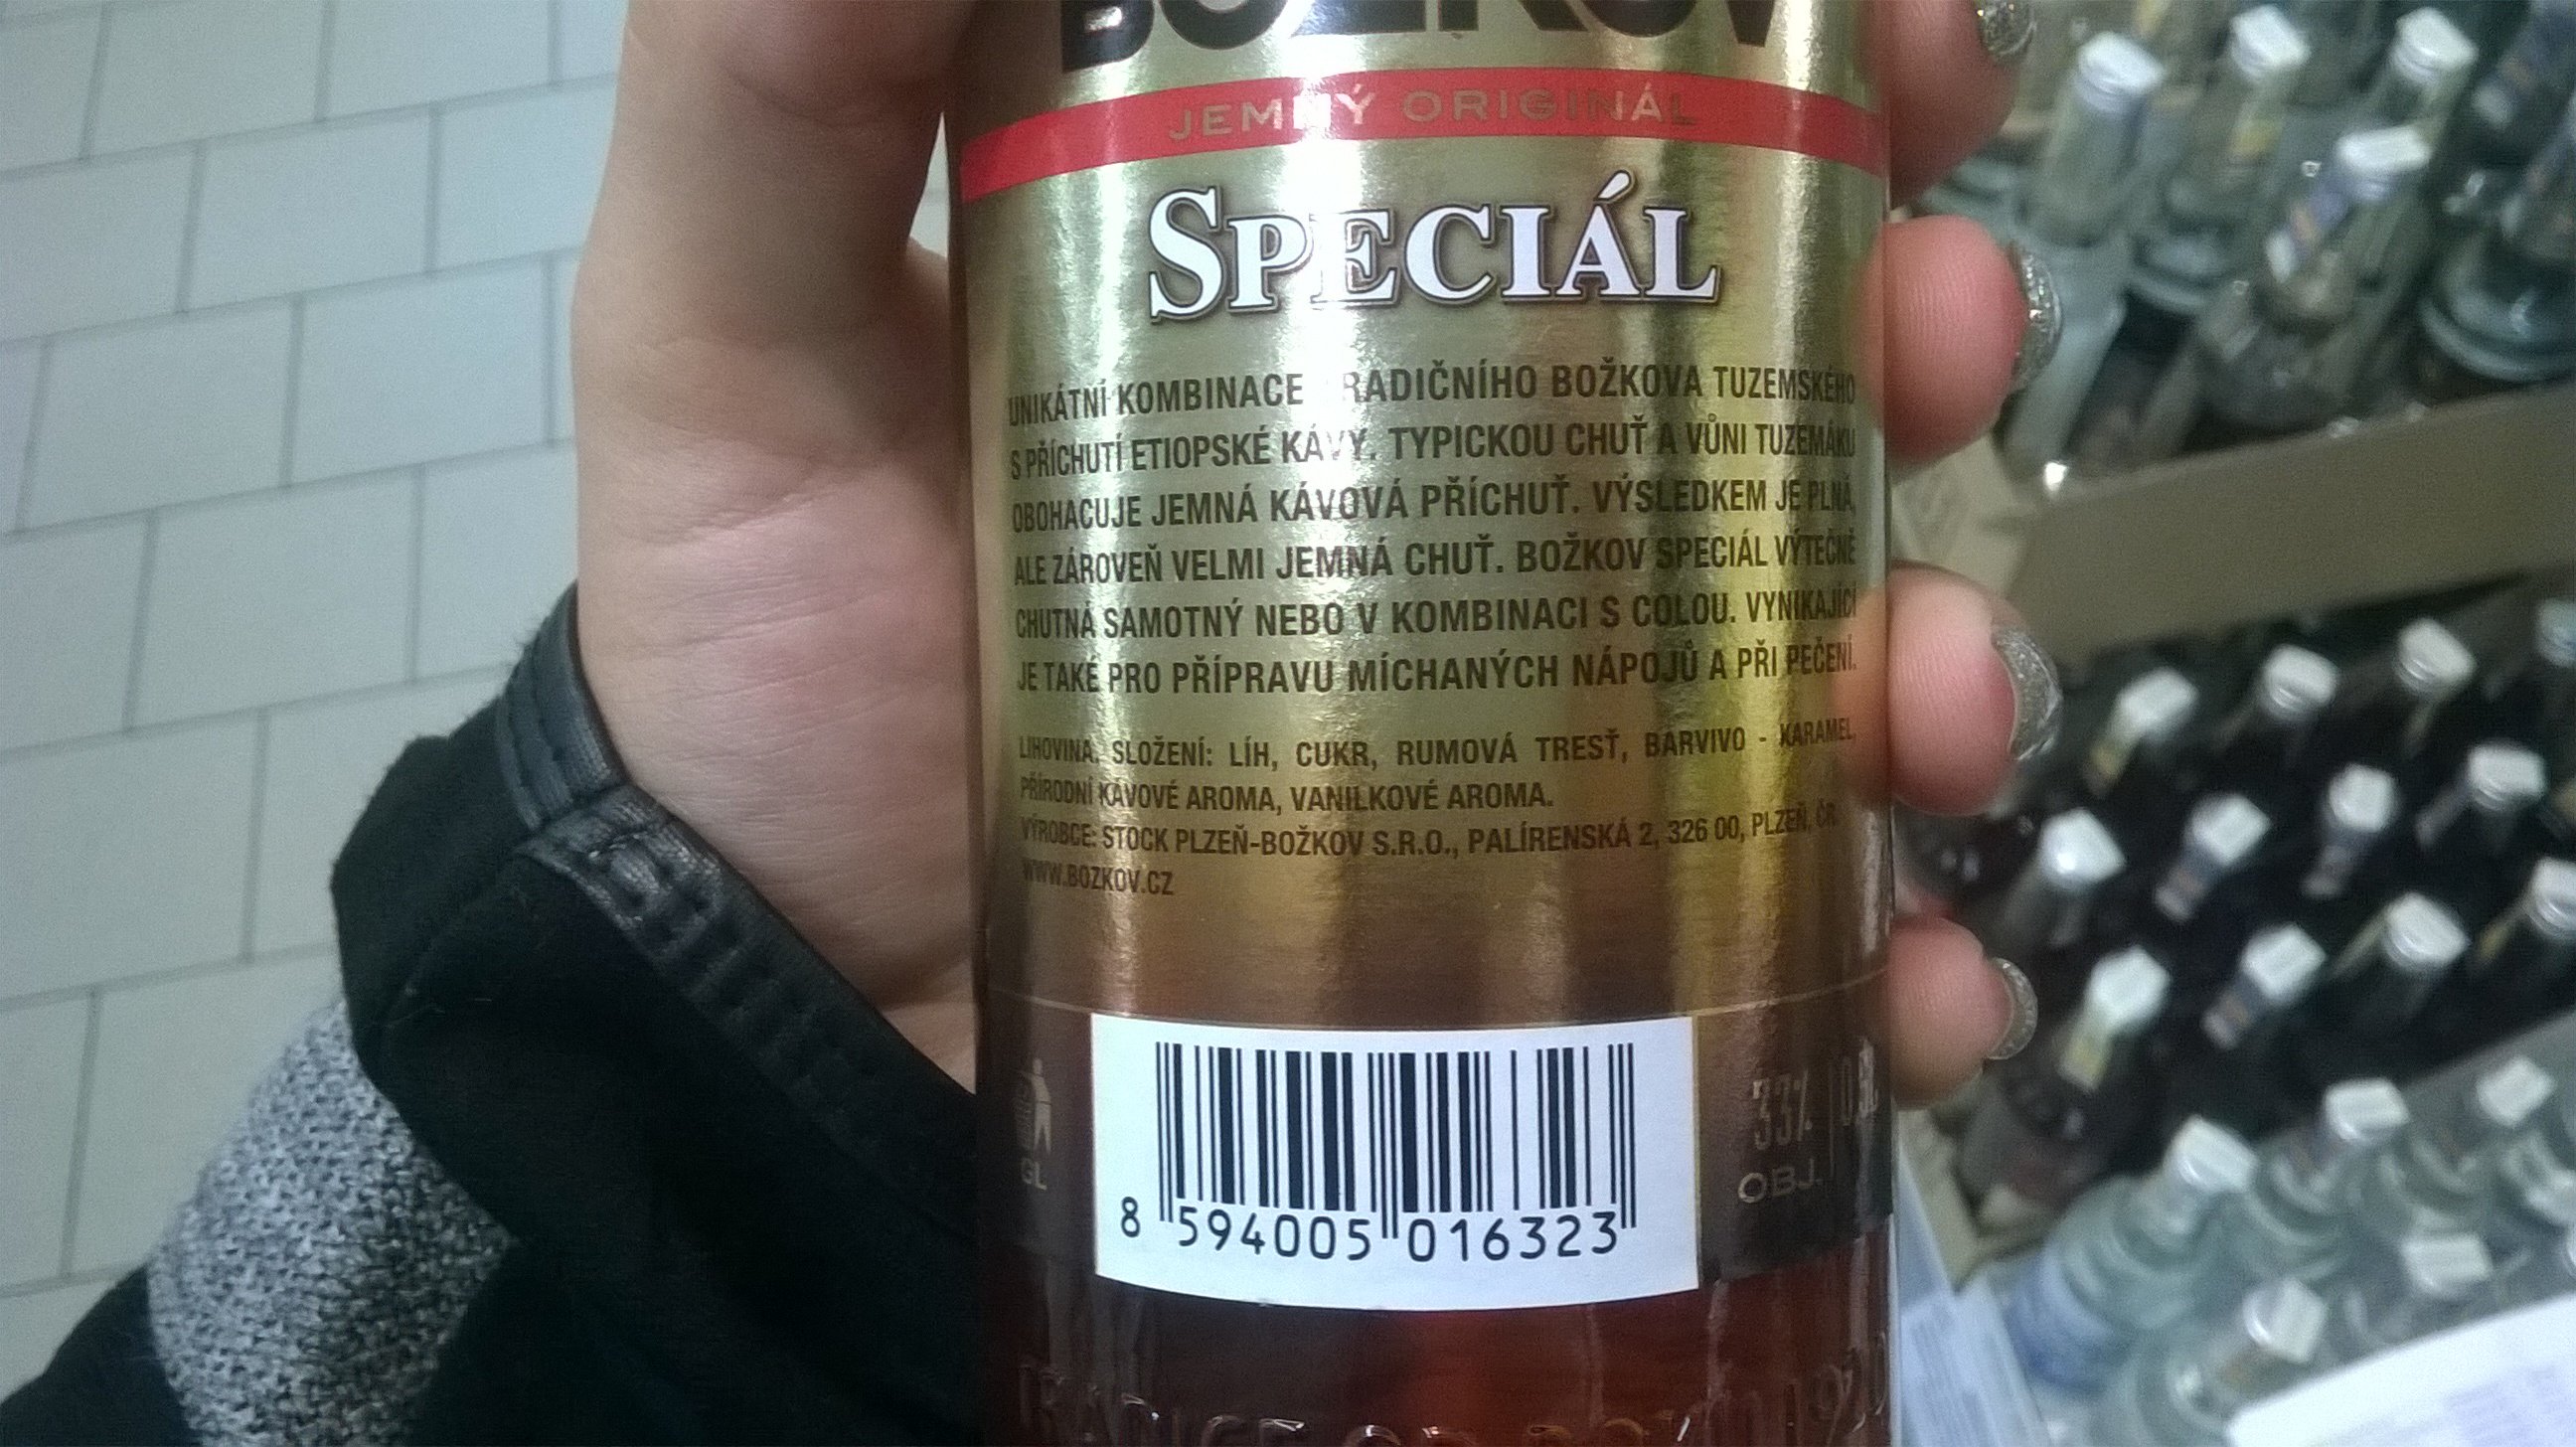 BOŽKOV
JEMNÝ ORIGINÁL
SPECIÁL
UNIKÁTNÍ KOMBINACE TRADIČNÍHO BOŽKOVA TUZEMSKÉHO
S PŘÍCHUTÍ ETIOPSKÉ KÁVY. TYPICKOU CHUŤ A VŮNI TUZEMÁKU
OBOHACUJE JEMNÁ KÁVOVÁ PŘÍCHUŤ. VÝSLEDKEM JE PLNÁ,
ALE ZÁROVEŇ VELMI JEMNÁ CHUŤ. BOŽKOV SPECIÁL VÝTEČNĚ
CHUTNÁ SAMOTNÝ NEBO V KOMBINACI S COLOU. VYNIKAJÍCÍ
JE TAKÉ PRO PŘÍPRAVU MÍCHANÝCH NÁPOJŮ A PŘI PEČENÍ.
LIHOVINA. SLOŽENÍ: LÍH, CUKR, RUMOVÁ TRESŤ, BARVIVO - KARAMEL,
PŘÍRODNÍ KÁVOVÉ AROMA, VANILKOVÉ AROMA.
VÝROBCE: STOCK PLZEŇ-BOŽKOV S.R.O., PALÍRENSKÁ 2, 326 00, PLZEŇ, ČR
WWW.BOZKOV.CZ
GL
33%
OBJ.
8 594005 016323